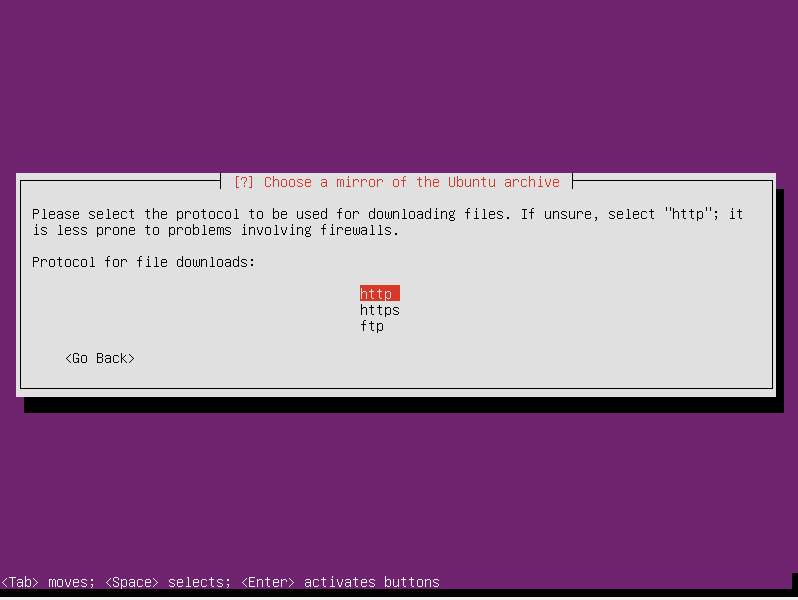 [?] Choose a mirror of the Ubuntu archive
Please select the protocol to be used for downloading files. If unsure, select "http"; it
is less prone to problems involving firewalls.
Protocol for file downloads:
http
https
ftp
<Go Back>
<Tab> moves; <Space> selects; <Enter> activates buttons